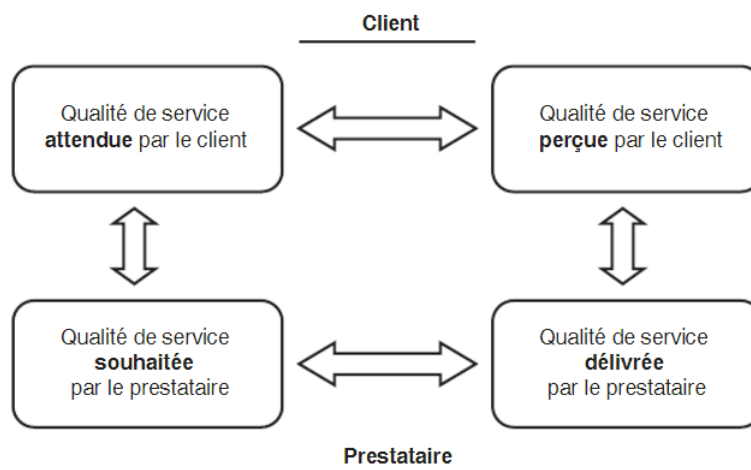 Client
Qualité de service
attendue par le client
Qualité de service
perçue par le client
Qualité de service
souhaitée
par le prestataire
Qualité de service
délivrée
par le prestataire
Prestataire